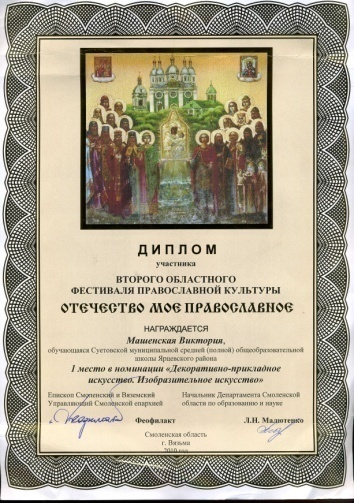 ДИПЛОМ
участника
ВТОРОГО ОБЛАСТНОГО
ФЕСТИВАЛЯ ПРАВОСЛАВНОЙ КУЛЬТУРЫ
ОТЕЧЕСТВО МОЕ ПРАВОСЛАВНОЕ
НАГРАЖДАЕТСЯ
Машенская Виктория,
обучающаяся Суетовской муниципальной средней (полной) общеобразовательной
школы Ярцевского района
I место в номинации «Декоративно-прикладное
искусство. Изобразительное искусство»
Епископ Смоленский и Вяземский
Управляющий Смоленской епархией
Феофилакт
Начальник Департамента Смоленской
области по образованию и науке
Л.Н. Мадютенко
Смоленская область
г. Вязьма
2010 год